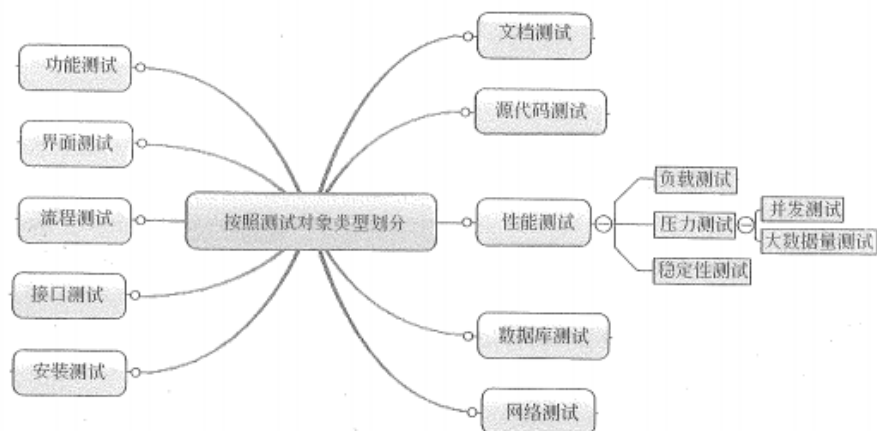 功能测试
界面测试
流程测试
接口测试
安装测试
按照测试对象类型划分
文档测试
源代码测试
性能测试
负载测试
压力测试
并发测试
大数据量测试
稳定性测试
数据库测试
网络测试